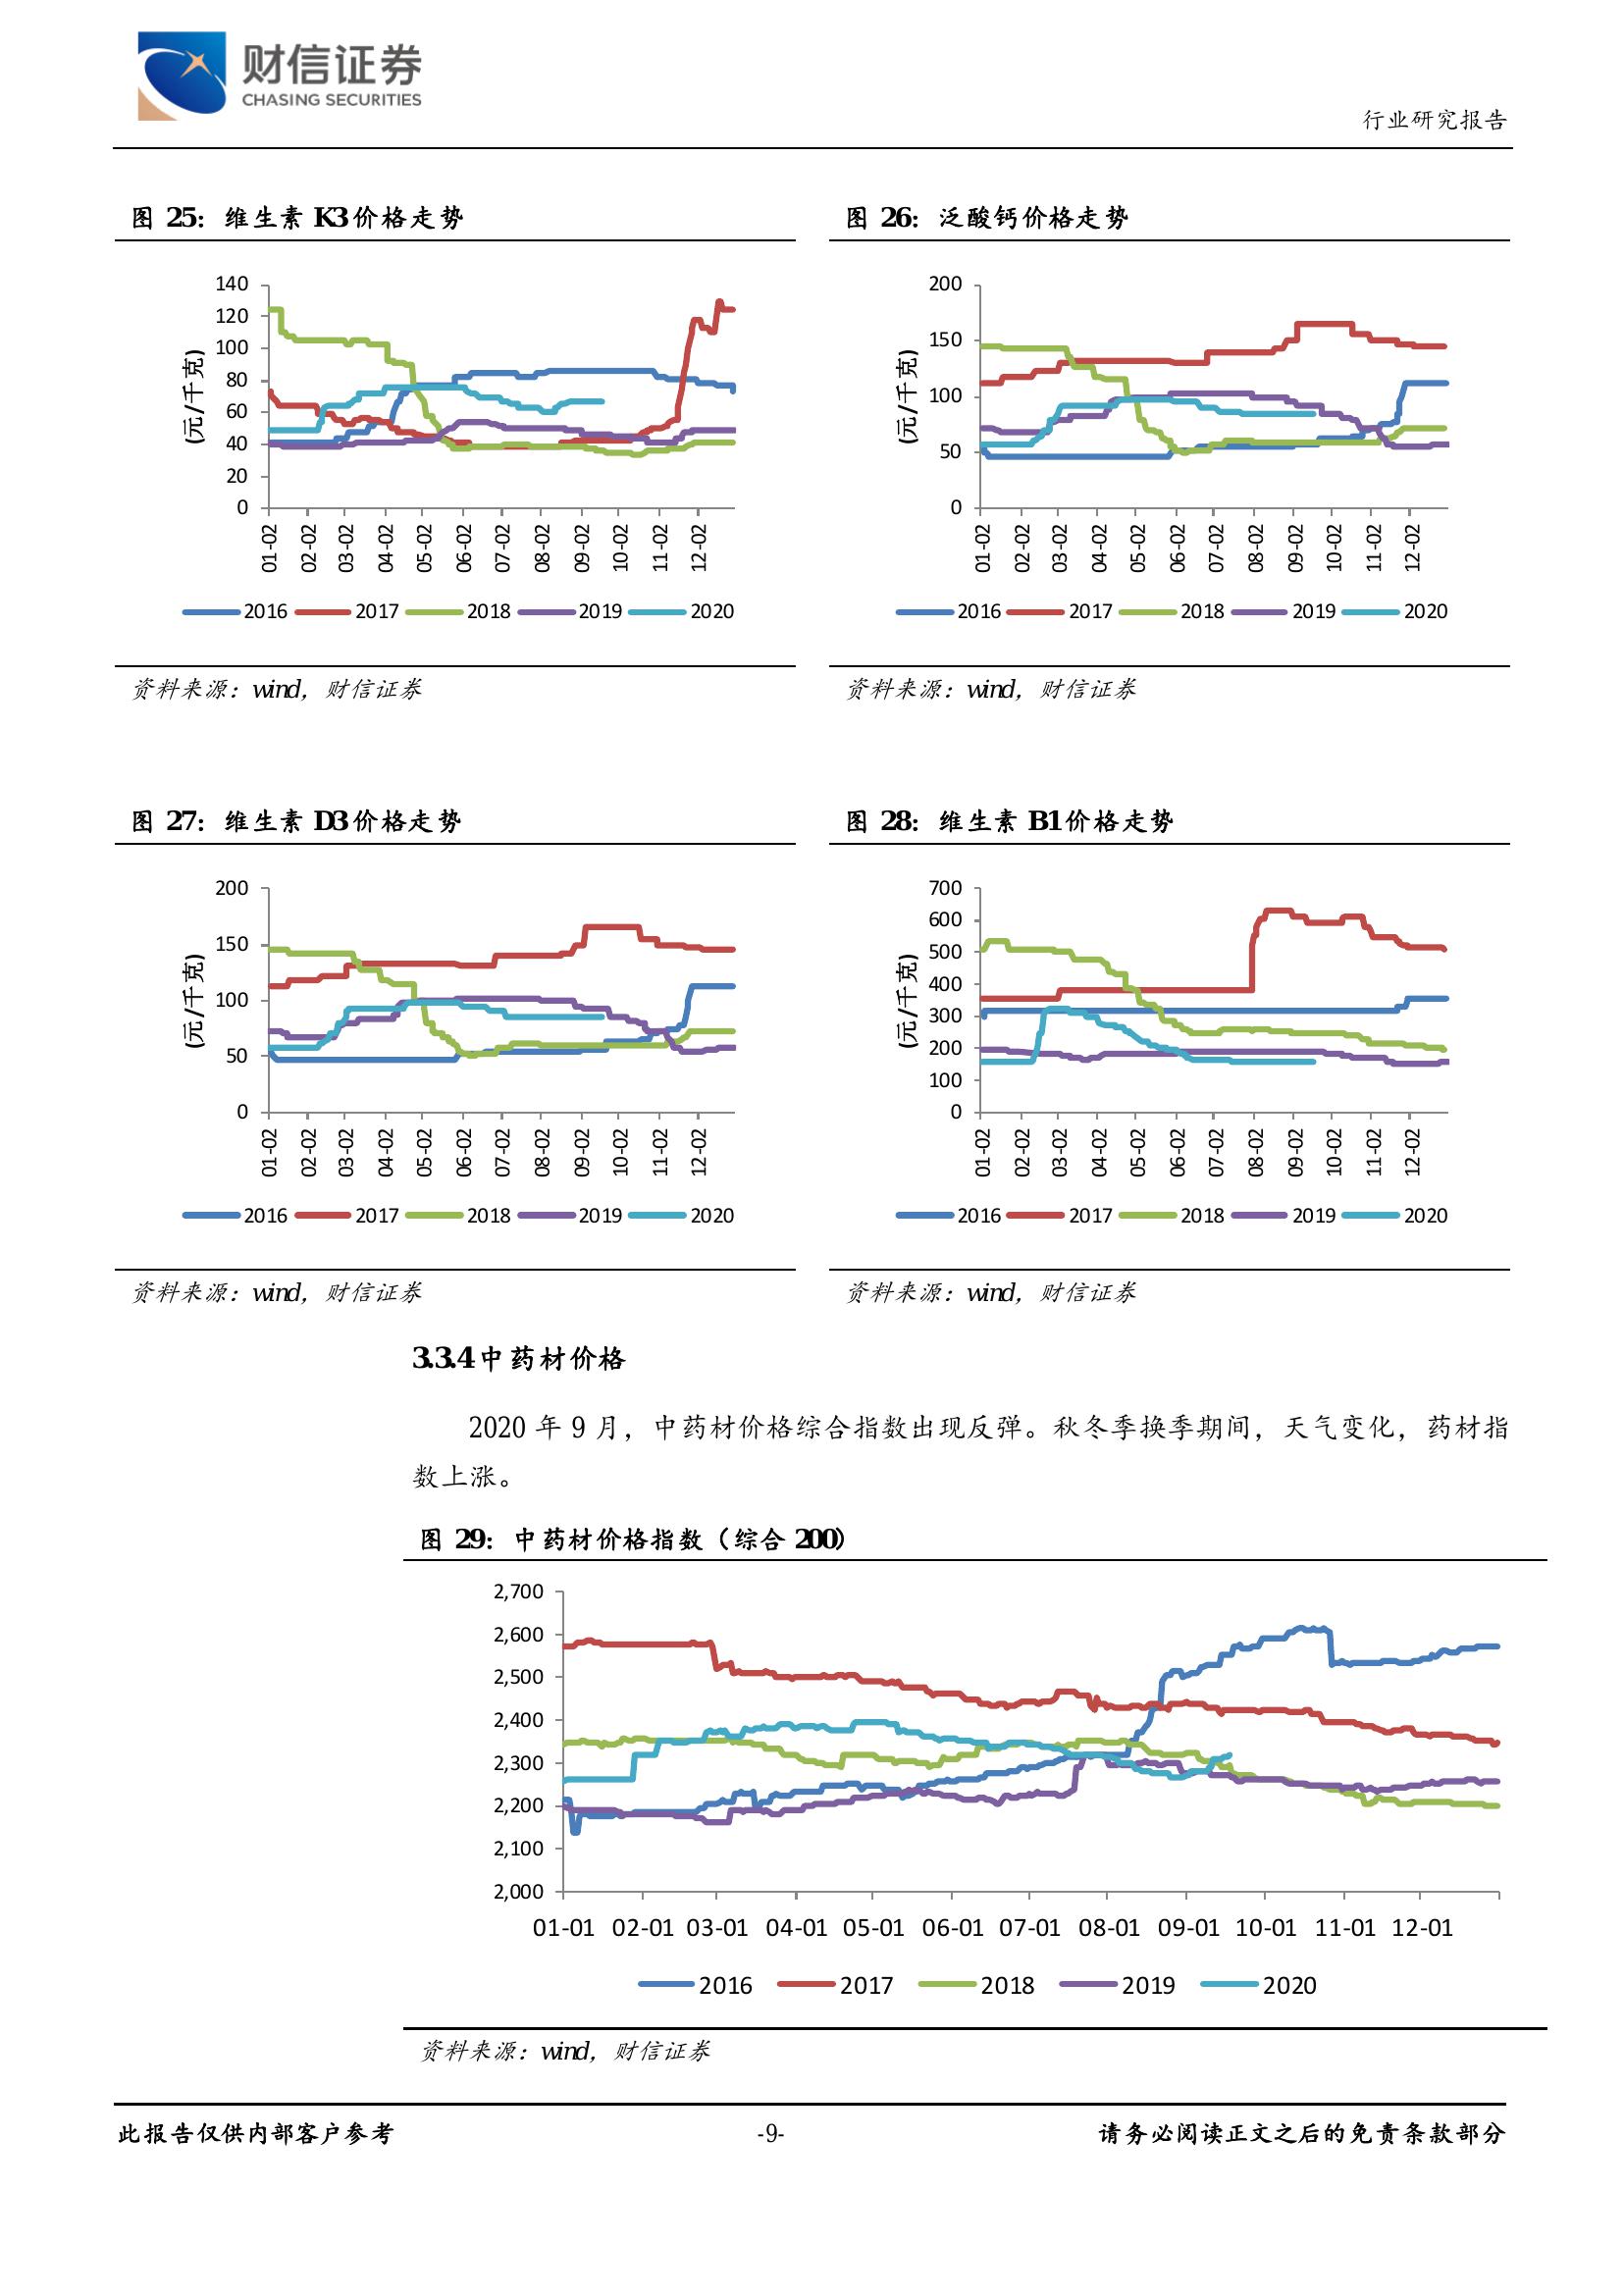 财信证券
CHASING SECURITIES
行业研究报告
图 25：维生素 K3 价格走势
140
120
100
80
60
40
20
0
(元/千克)
01-02 02-02 03-02 04-02 05-02 06-02 07-02 08-02 09-02 10-02 11-02 12-02
2016 2017 2018 2019 2020
资料来源：wind，财信证券
图 26：泛酸钙价格走势
200
150
100
50
0
(元/千克)
01-02 02-02 03-02 04-02 05-02 06-02 07-02 08-02 09-02 10-02 11-02 12-02
2016 2017 2018 2019 2020
资料来源：wind，财信证券
图 27：维生素 D3 价格走势
200
150
100
50
0
(元/千克)
01-02 02-02 03-02 04-02 05-02 06-02 07-02 08-02 09-02 10-02 11-02 12-02
2016 2017 2018 2019 2020
资料来源：wind，财信证券
图 28：维生素 B1 价格走势
700
600
500
400
300
200
100
0
(元/千克)
01-02 02-02 03-02 04-02 05-02 06-02 07-02 08-02 09-02 10-02 11-02 12-02
2016 2017 2018 2019 2020
资料来源：wind，财信证券
3.3.4 中药材价格
2020 年 9 月，中药材价格综合指数出现反弹。秋冬季换季期间，天气变化，药材指
数上涨。
图 29：中药材价格指数（综合 200）
2,700
2,600
2,500
2,400
2,300
2,200
2,100
2,000
01-01 02-01 03-01 04-01 05-01 06-01 07-01 08-01 09-01 10-01 11-01 12-01
2016 2017 2018 2019 2020
资料来源：wind，财信证券
此报告仅供内部客户参考 -9- 请务必阅读正文之后的免责条款部分